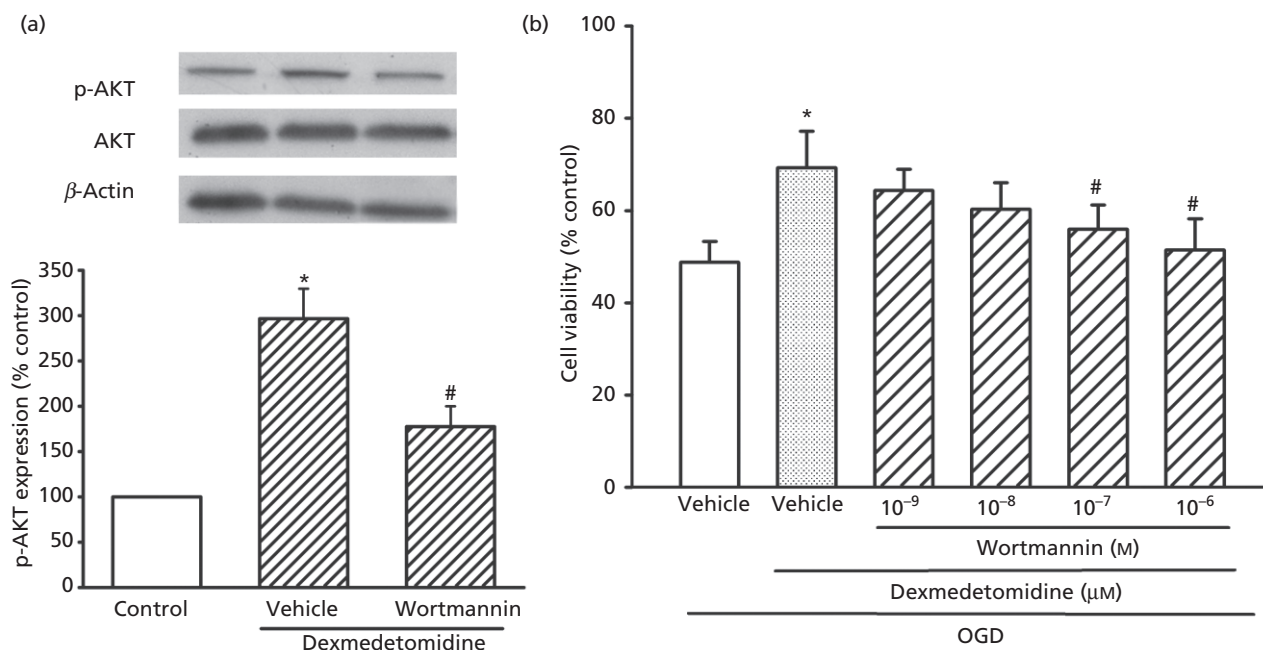 (a)
p-AKT
AKT
β-Actin
p-AKT expression (% control)
350
300
250
200
150
100
50
0
*
#
Control Vehicle Wortmannin
Dexmedetomidine
(b)
Cell viability (% control)
100
80
60
40
20
0
*
#
#
Vehicle Vehicle 10⁻⁹ 10⁻⁸ 10⁻⁷ 10⁻⁶
Wortmannin (M)
Dexmedetomidine (μM)
OGD